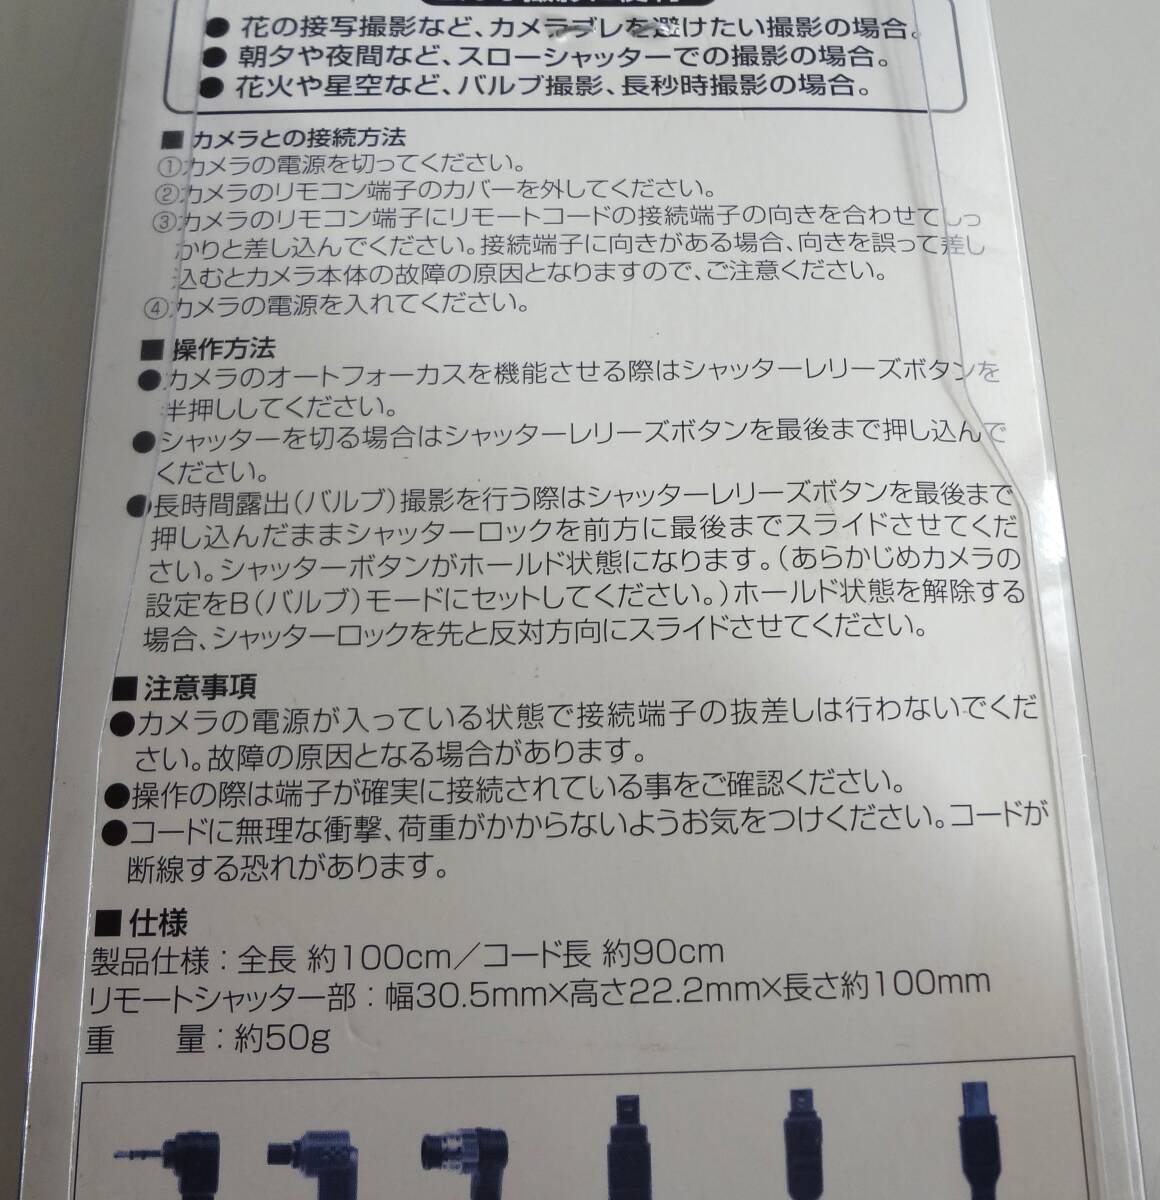 ● 花の接写撮影など、カメラブレを避けたい撮影の場合。
● 朝夕や夜間など、スローシャッターでの撮影の場合。
● 花火や星空など、バルブ撮影、長秒時撮影の場合。
■ カメラとの接続方法
①カメラの電源を切ってください。
②カメラのリモコン端子のカバーを外してください。
③カメラのリモコン端子にリモートコードの接続端子の向きを合わせてしっ
かりと差し込んでください。接続端子に向きがある場合、向きを誤って差し
込むとカメラ本体の故障の原因となりますので、ご注意ください。
④カメラの電源を入れてください。
■ 操作方法
●カメラのオートフォーカスを機能させる際はシャッターレリーズボタンを
半押ししてください。
●シャッターを切る場合はシャッターレリーズボタンを最後まで押し込んで
ください。
●長時間露出(バルブ)撮影を行う際はシャッターレリーズボタンを最後まで
押し込んだままシャッターロックを前方に最後までスライドさせてくだ
さい。シャッターボタンがホールド状態になります。(あらかじめカメラの
設定をB(バルブ)モードにセットしてください。)ホールド状態を解除する
場合、シャッターロックを先と反対方向にスライドさせてください。
■ 注意事項
●カメラの電源が入っている状態で接続端子の抜差しは行わないでくだ
さい。故障の原因となる場合があります。
●操作の際は端子が確実に接続されている事をご確認ください。
●コードに無理な衝撃、荷重がかからないようお気をつけください。コードが
断線する恐れがあります。
■ 仕様
製品仕様：全長 約100cm／コード長 約90cm
リモートシャッター部：幅30.5mm×高さ22.2mm×長さ約100mm
重　　量：約50g